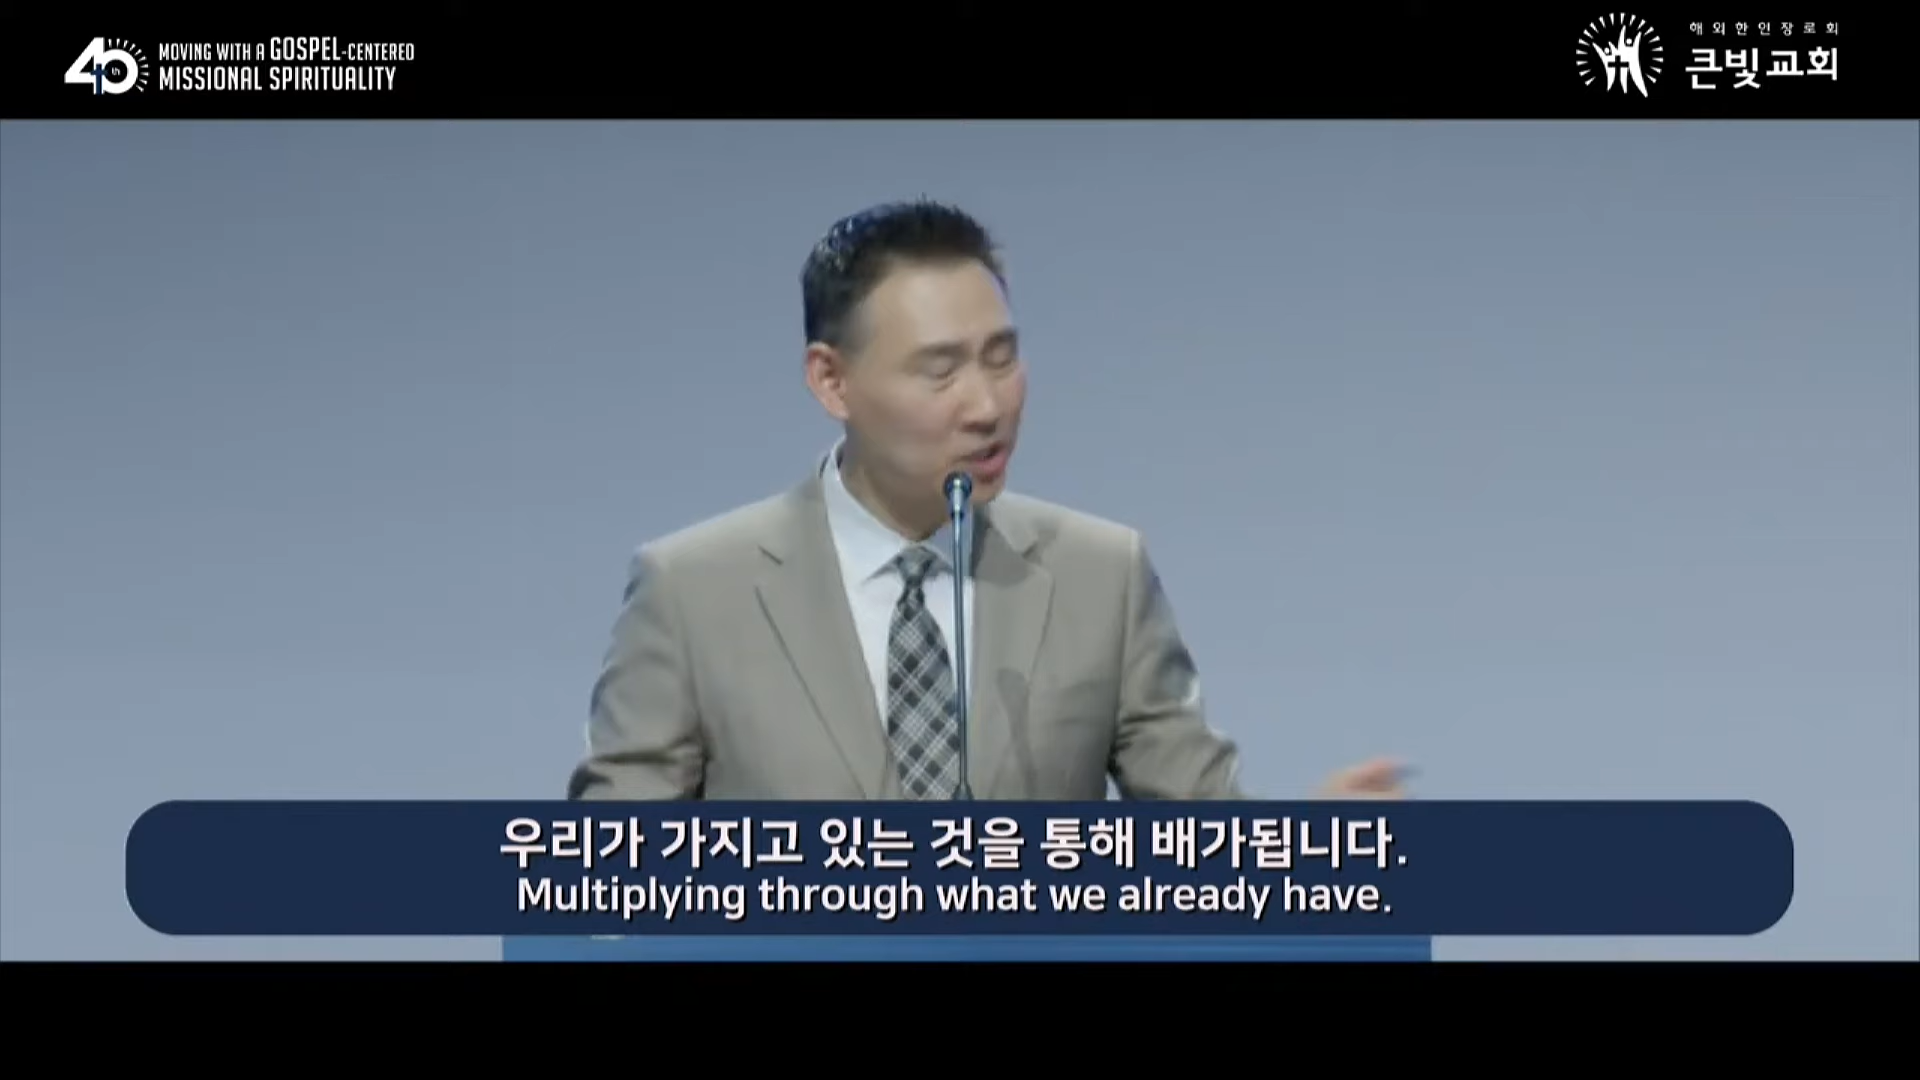 40th
MOVING WITH A GOSPEL-CENTERED
MISSIONAL SPIRITUALITY
해외한인장로회
큰빛교회
우리가 가지고 있는 것을 통해 배가됩니다.
Multiplying through what we already have.